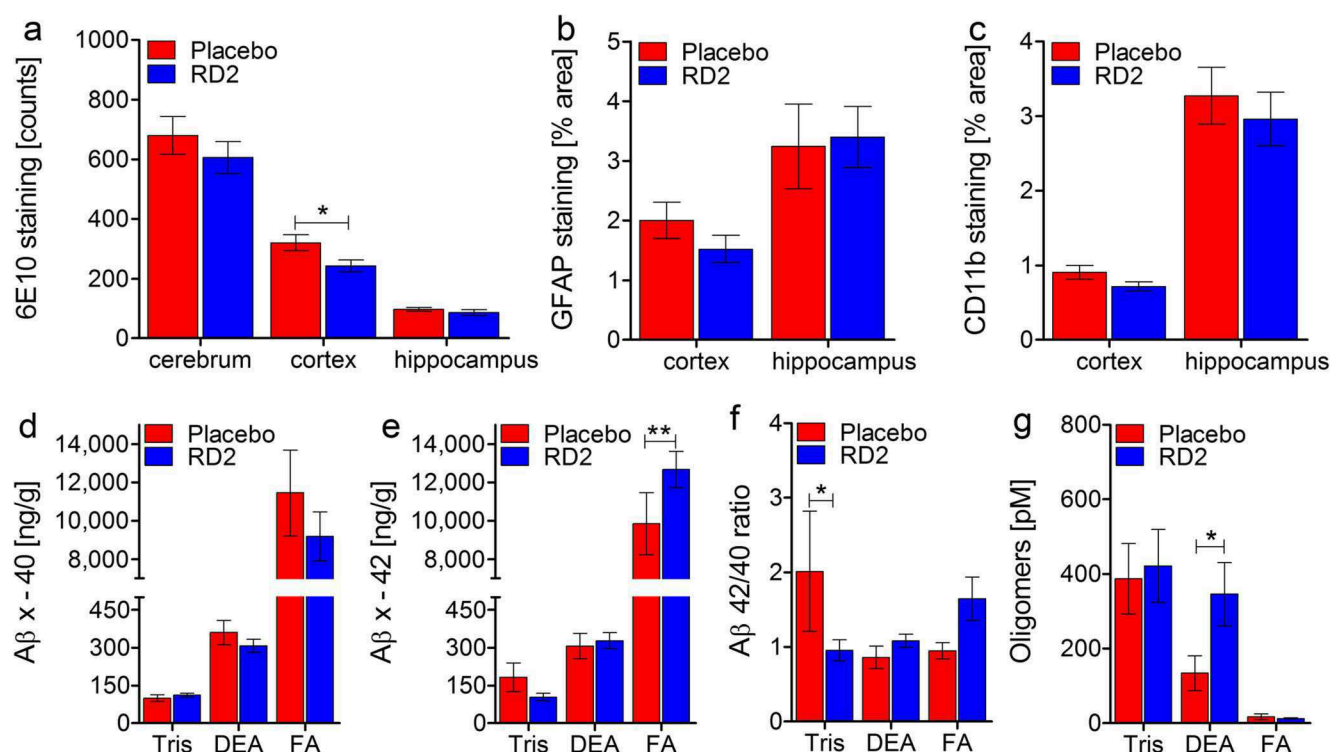 a
1000
800
600
400
200
0
6E10 staining [counts]
Placebo
RD2
*
cerebrum
cortex
hippocampus
b
5
4
3
2
1
0
GFAP staining [% area]
Placebo
RD2
cortex
hippocampus
c
4
3
2
1
0
CD11b staining [% area]
Placebo
RD2
cortex
hippocampus
d
14,000
12,000
10,000
8,000
450
300
150
0
Aβ x - 40 [ng/g]
Placebo
RD2
Tris
DEA
FA
e
14,000
12,000
10,000
8,000
450
300
150
0
Aβ x - 42 [ng/g]
Placebo
RD2
**
Tris
DEA
FA
f
4
3
2
1
0
Aβ 42/40 ratio
Placebo
RD2
*
Tris
DEA
FA
g
800
600
400
200
0
Oligomers [pM]
Placebo
RD2
*
Tris
DEA
FA